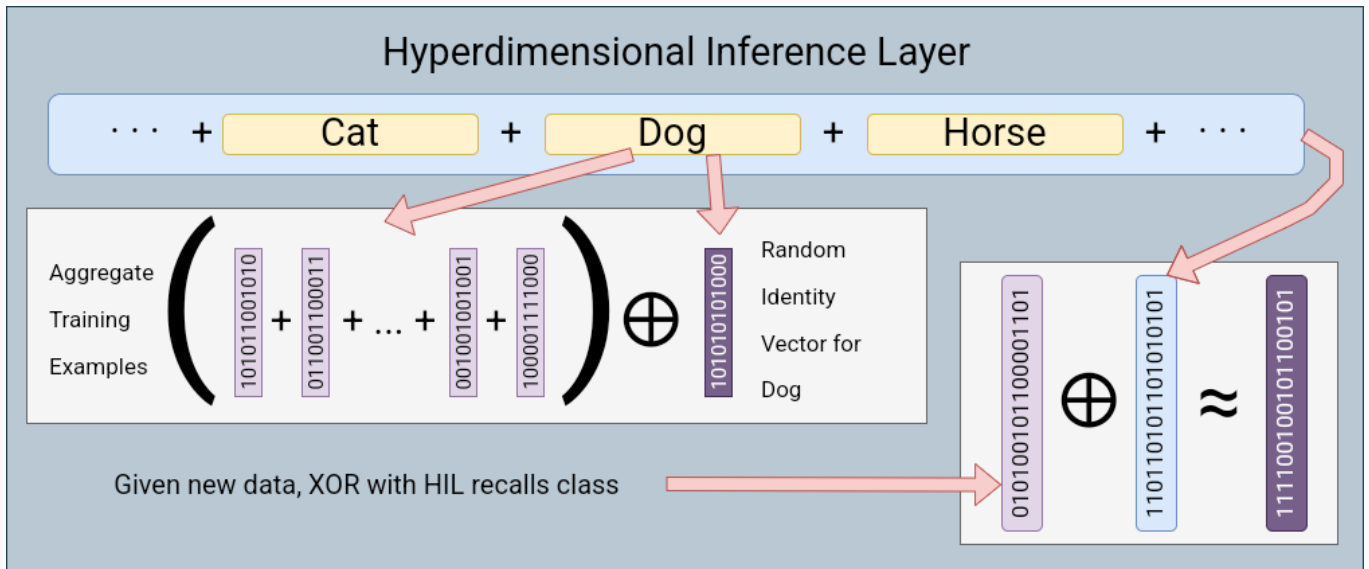 Hyperdimensional Inference Layer
· · · + Cat + Dog + Horse + · · ·
Aggregate
Training
Examples
( 101011001010 + 011001100011 + ... + 001001001001 + 100001111000 ) ⊕ 101010101000
Random
Identity
Vector for
Dog
010100101100001101 ⊕ 1101101011010101 ≈ 111100100101100101
Given new data, XOR with HIL recalls class